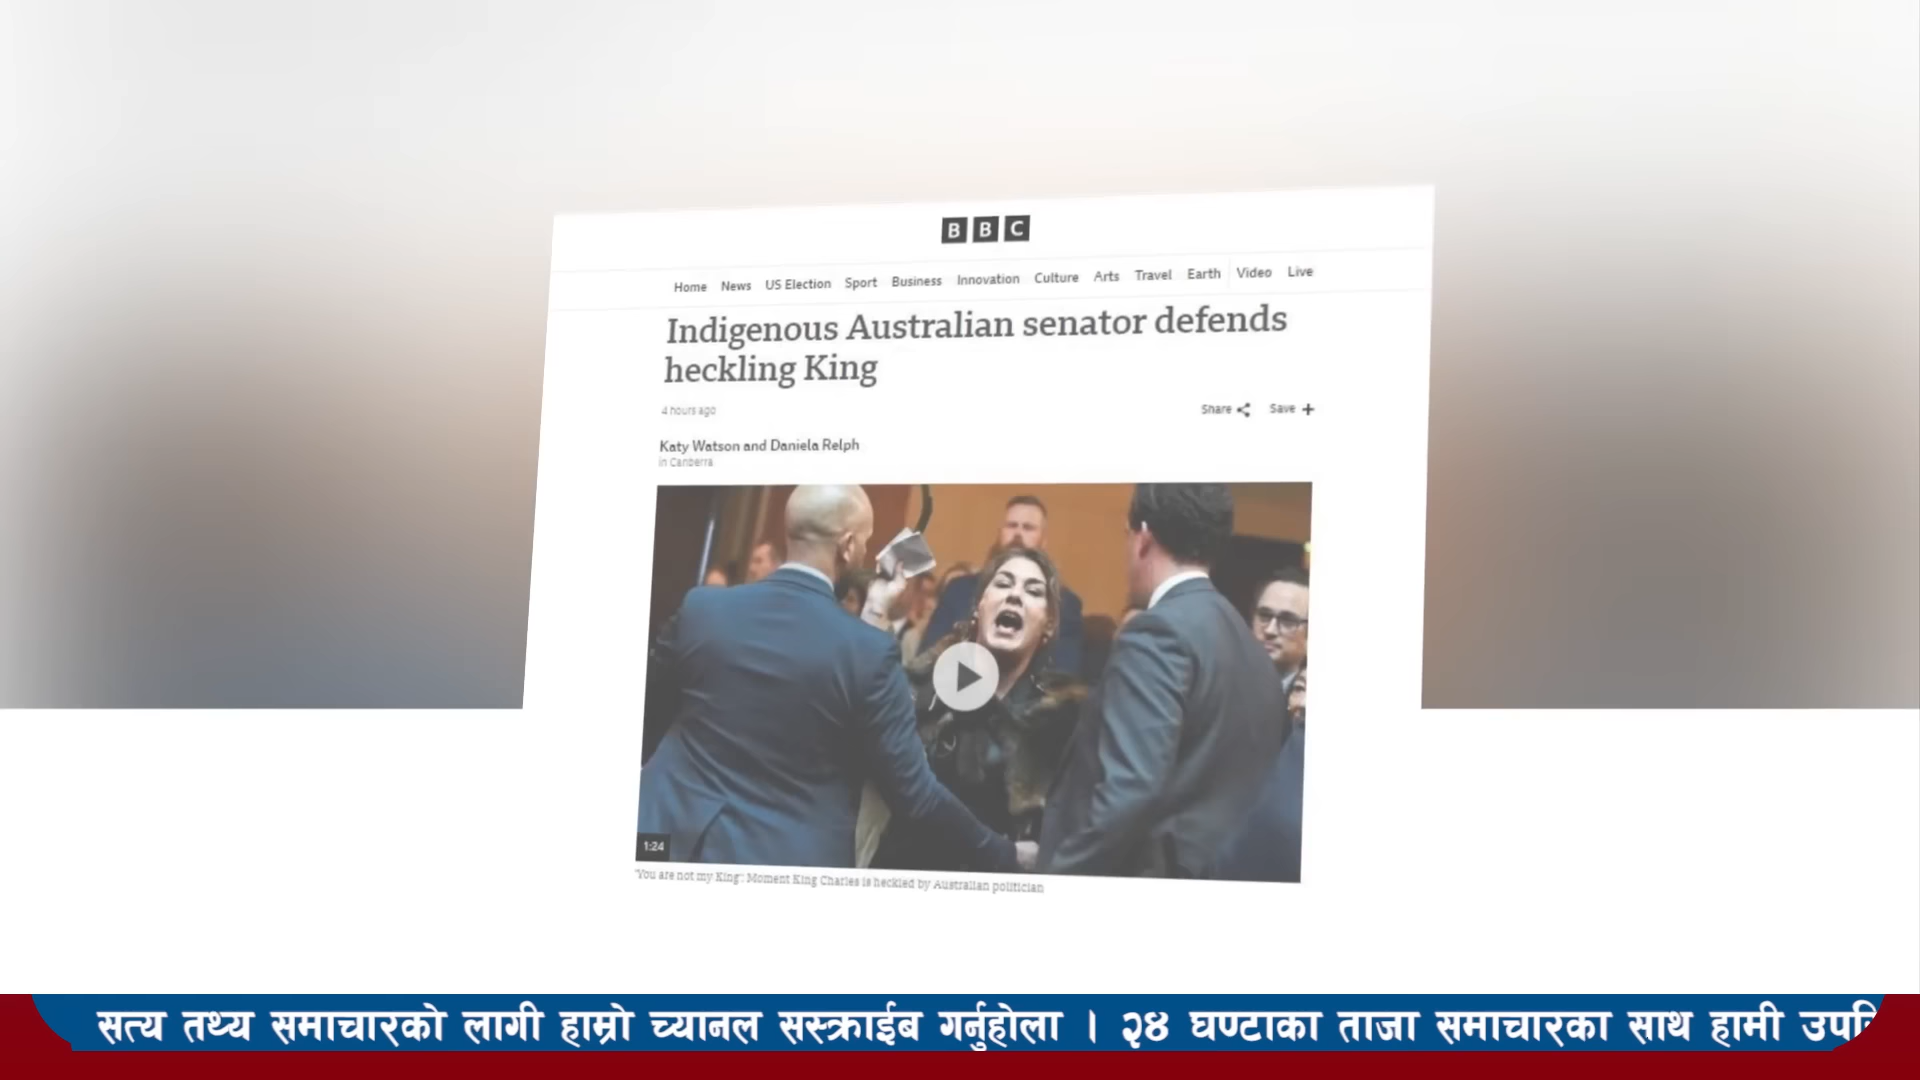 BBC
Home News US Election Sport Business Innovation Culture Arts Travel Earth Video Live
Indigenous Australian senator defends
heckling King
4 hours ago
Share Save
Katy Watson and Daniela Relph
in Canberra
1:24
'You are not my King': Moment King Charles is heckled by Australian politician
सत्य तथ्य समाचारको लागी हाम्रो च्यानल सस्क्राईब गर्नुहोला । २४ घण्टाका ताजा समाचारका साथ हामी